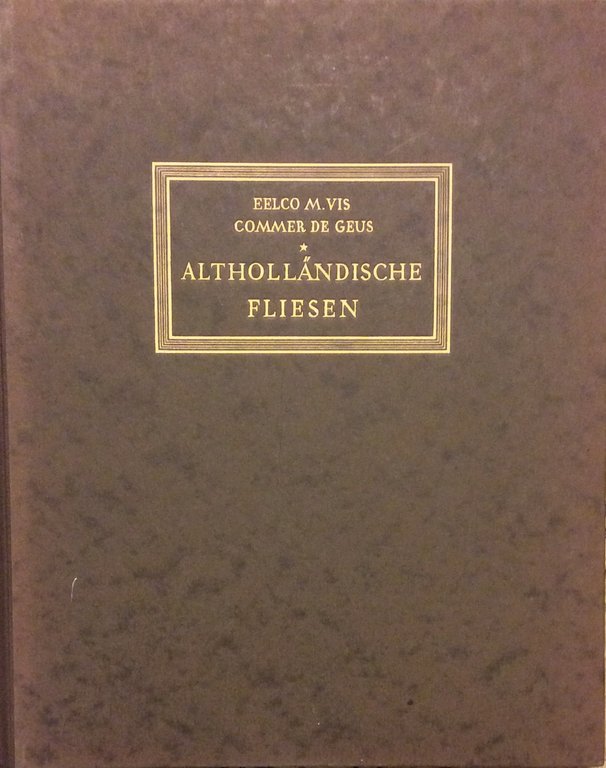 EELCO M. VIS
COMMER DE GEUS
★
ALTHOLLÄNDISCHE
FLIESEN